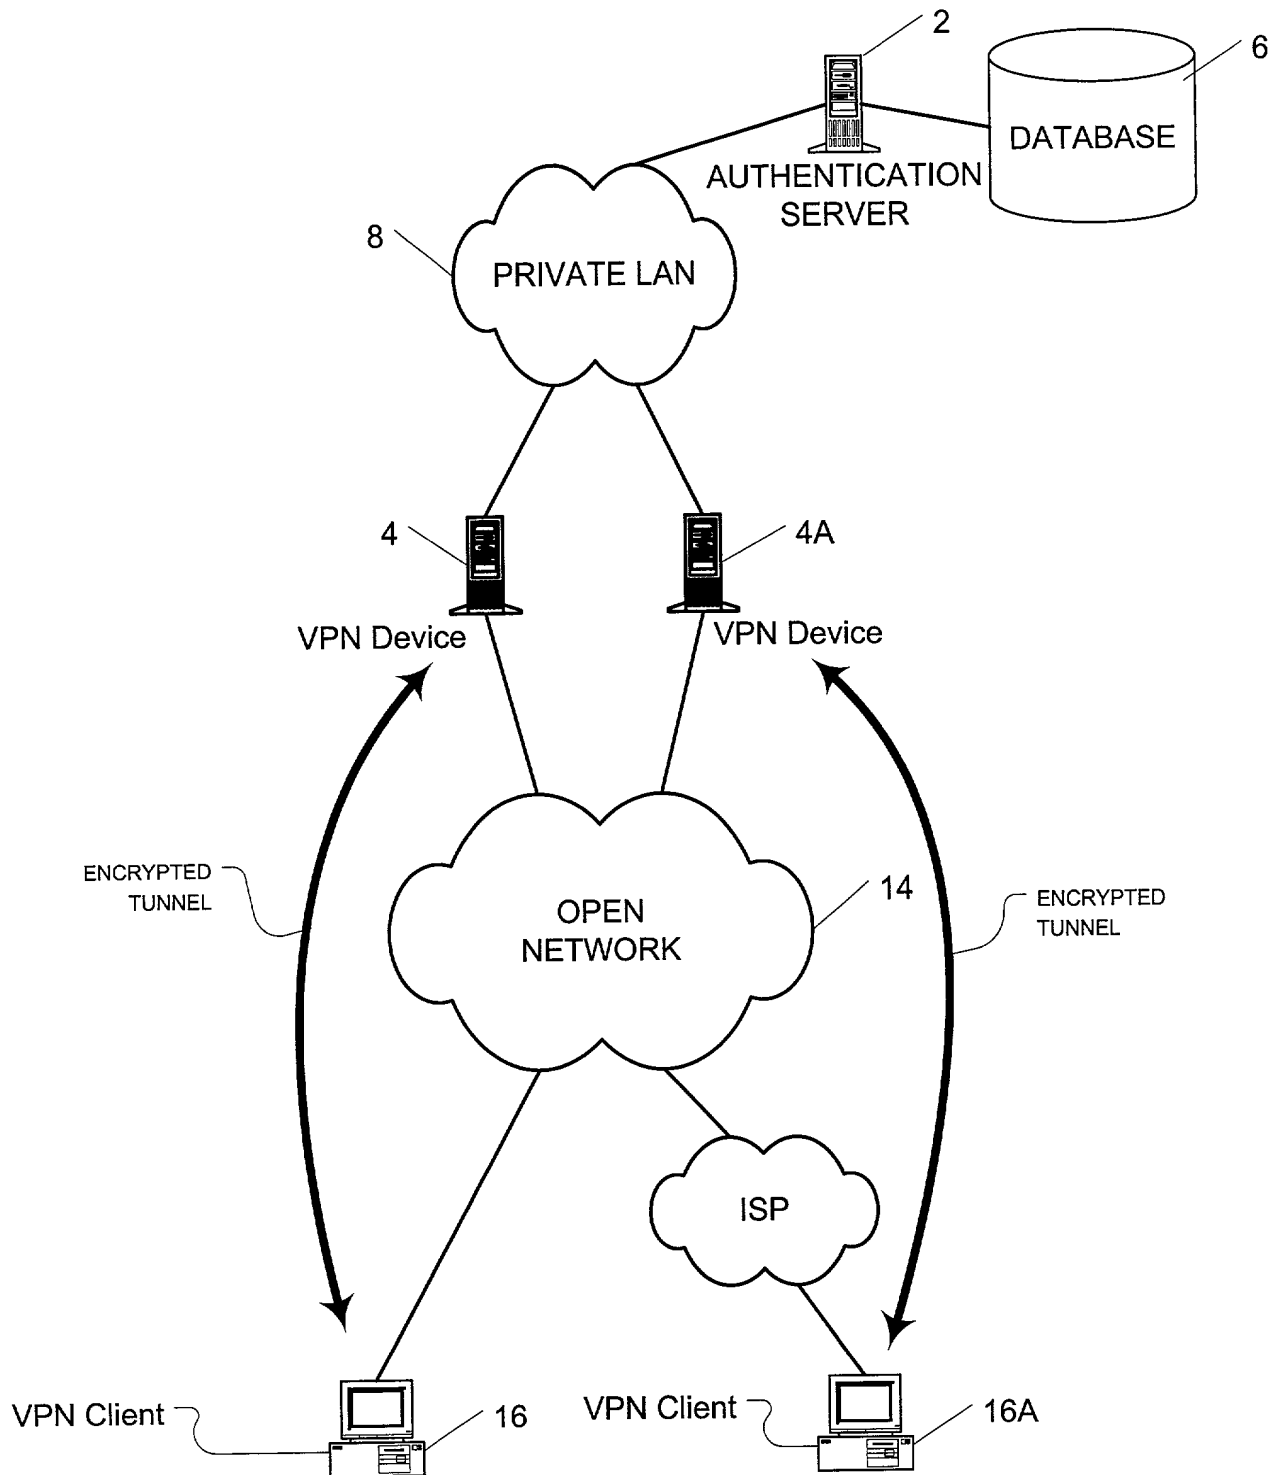 2
6
DATABASE
AUTHENTICATION
SERVER
8
PRIVATE LAN
4
4A
VPN Device
VPN Device
ENCRYPTED
TUNNEL
14
OPEN
NETWORK
ENCRYPTED
TUNNEL
ISP
VPN Client
16
VPN Client
16A